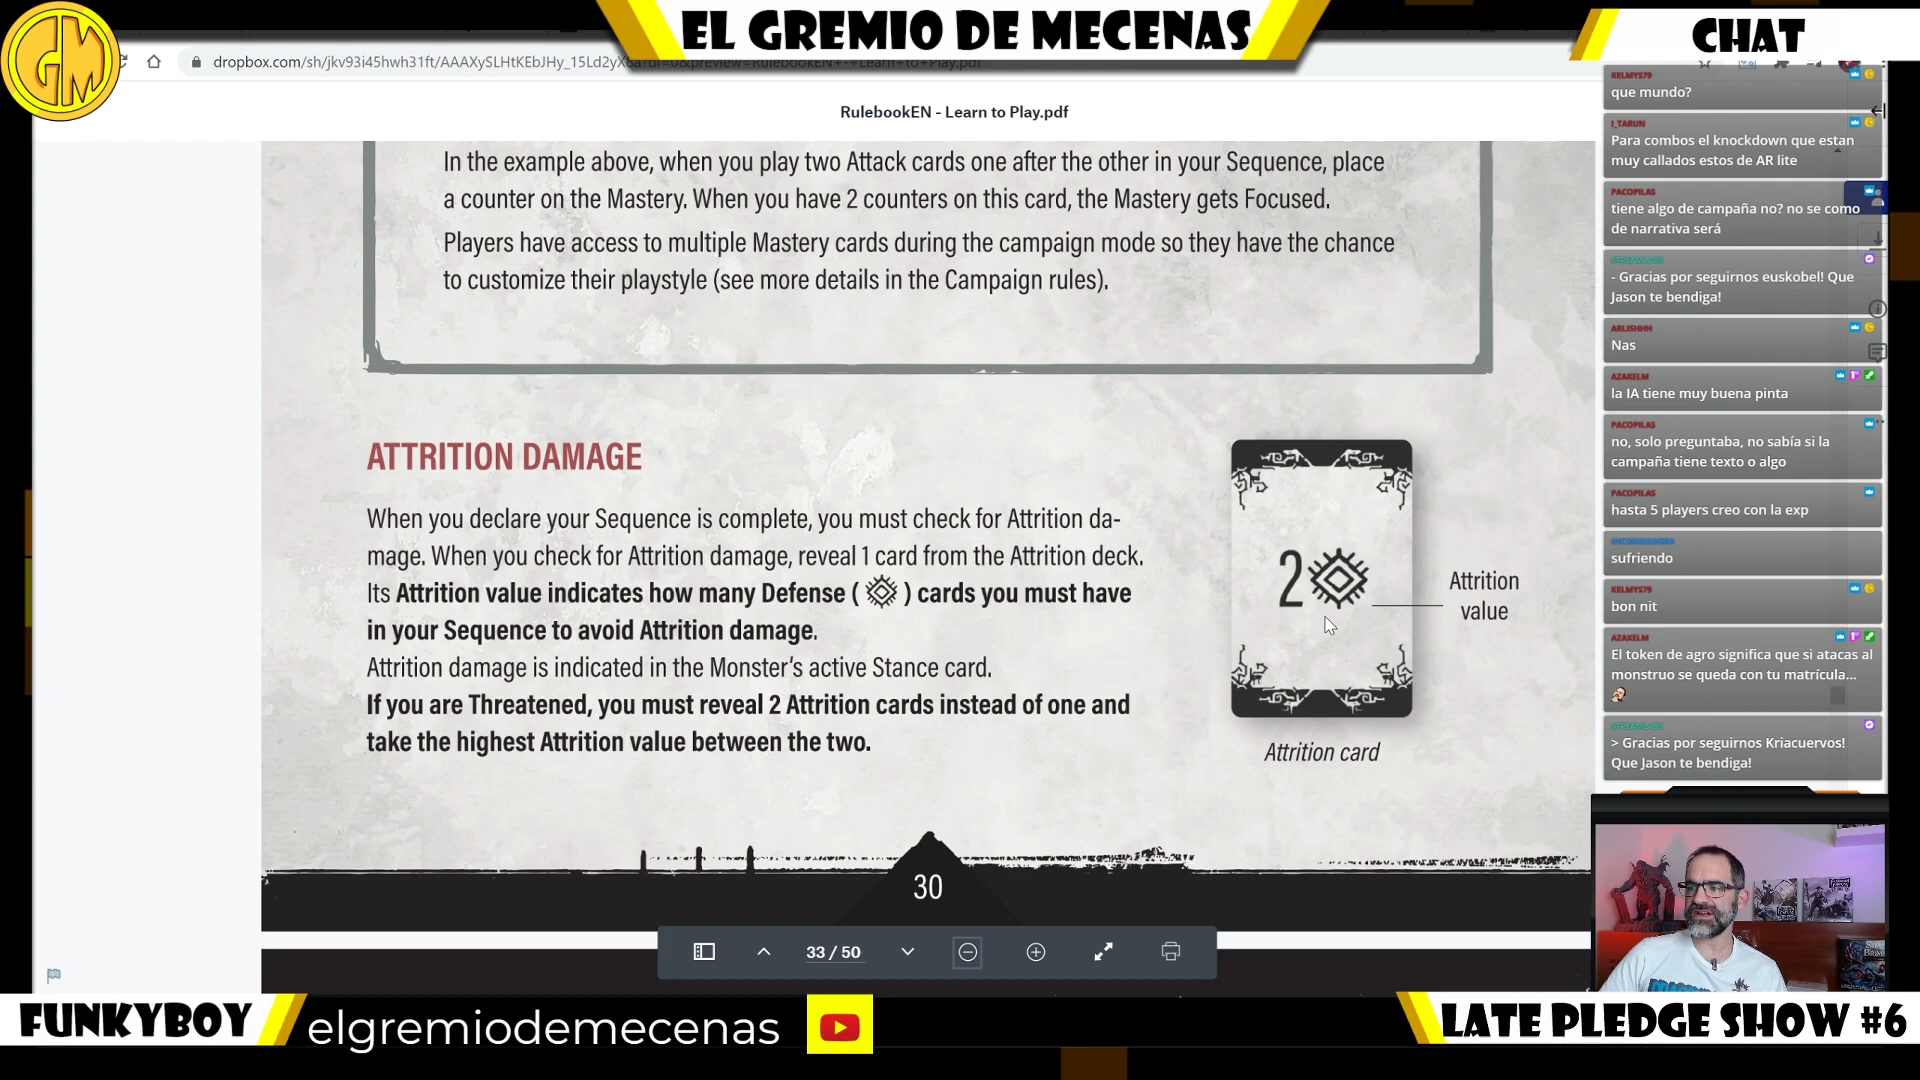 EL GREMIO DE MECENAS
CHAT
GM
RulebookEN - Learn to Play.pdf
In the example above, when you play two Attack cards one after the other in your Sequence, place
a counter on the Mastery. When you have 2 counters on this card, the Mastery gets Focused.
Players have access to multiple Mastery cards during the campaign mode so they have the chance
to customize their playstyle (see more details in the Campaign rules).
ATTRITION DAMAGE
When you declare your Sequence is complete, you must check for Attrition da-
mage. When you check for Attrition damage, reveal 1 card from the Attrition deck.
Its Attrition value indicates how many Defense ( ) cards you must have
in your Sequence to avoid Attrition damage.
Attrition damage is indicated in the Monster's active Stance card.
If you are Threatened, you must reveal 2 Attrition cards instead of one and
take the highest Attrition value between the two.
2
Attrition
value
Attrition card
30
33 / 50
KELMYS79
que mundo?
I_TARUN
Para combos el knockdown que estan
muy callados estos de AR lite
PACOPILAS
tiene algo de campaña no? no se como
de narrativa será
STREAMLABS
- Gracias por seguirnos euskobel! Que
Jason te bendiga!
ARLISHHH
Nas
AZAKELM
la IA tiene muy buena pinta
PACOPILAS
no, solo preguntaba, no sabía si la
campaña tiene texto o algo
PACOPILAS
hasta 5 players creo con la exp
sufriendo
KELMYS79
bon nit
AZAKELM
El token de agro significa que si atacas al
monstruo se queda con tu matrícula...
STREAMLABS
> Gracias por seguirnos Kriacuervos!
Que Jason te bendiga!
FUNKYBOY
elgremiodemecenas
LATE PLEDGE SHOW #6